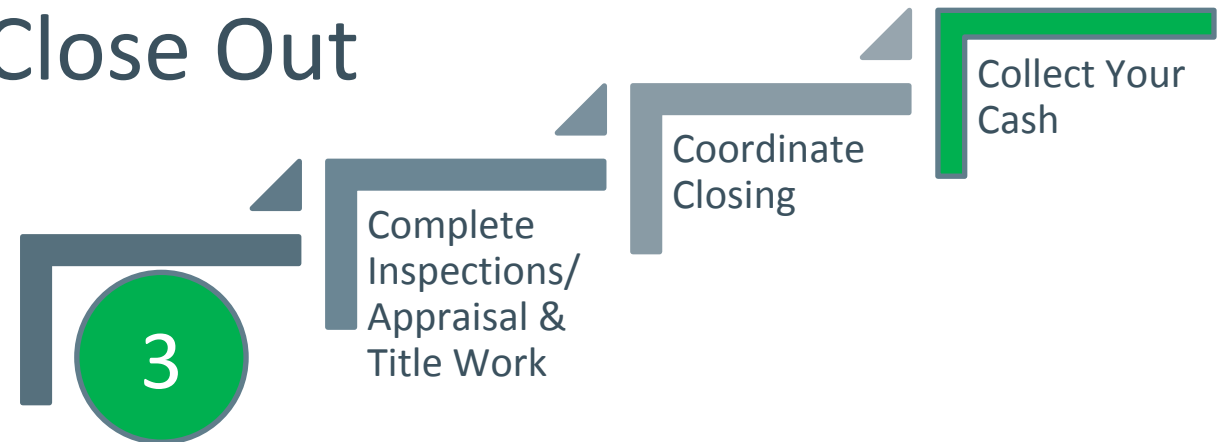 Close Out
3
Complete
Inspections/
Appraisal &
Title Work
Coordinate
Closing
Collect Your
Cash